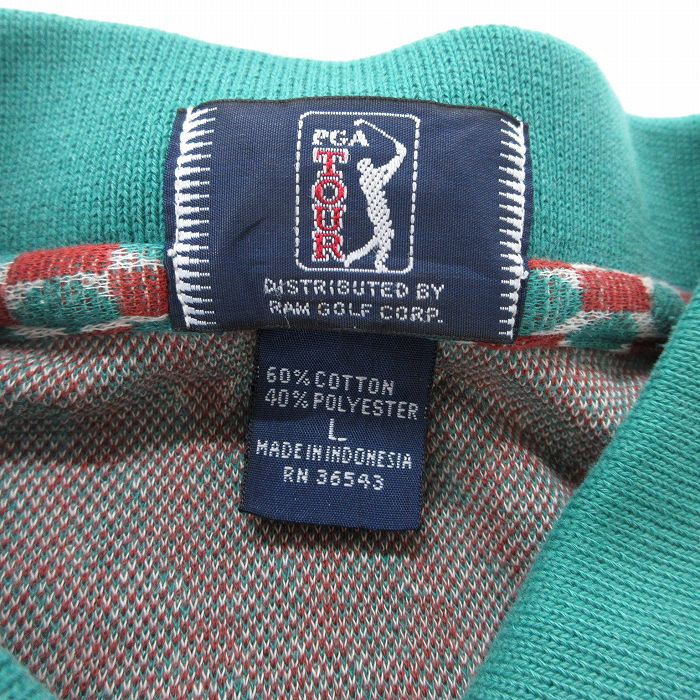 PGA
TOUR
DISTRIBUTED BY
RAM GOLF CORP.
60% COTTON
40% POLYESTER
L
MADE IN INDONESIA
RN 36543